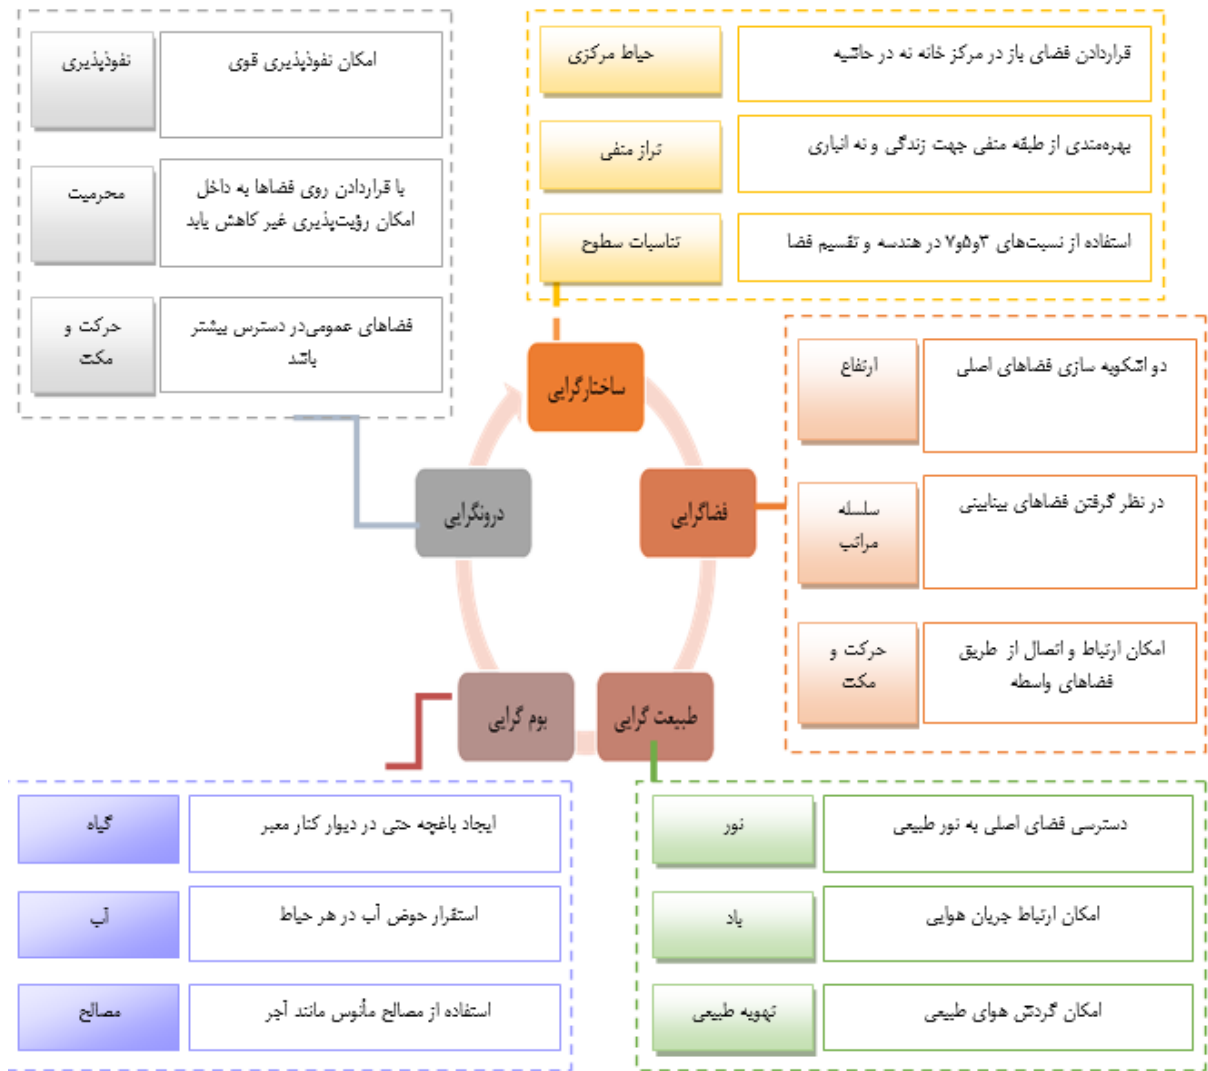 حیاط مرکزی
قراردادن فضای باز در مرکز خانه نه در حاشیه
تراز منفی
بهره‌مندی از طبقه منفی جهت زندگی و نه انباری
تناسبات سطوح
استفاده از نسبت‌های ۳و۵و۷ در هندسه و تقسیم فضا
نفوذپذیری
امکان نفوذپذیری قوی
محرمیت
با قراردادن روی فضاها به داخل
امکان رؤیت‌پذیری غیر کاهش یابد
حرکت و
مکث
فضاهای عمومی‌در دسترس بیشتر
باشد
ساختارگرایی
فضاگرایی
طبیعت گرایی
بوم گرایی
درونگرایی
ارتفاع
دو اشکوبه سازی فضاهای اصلی
سلسله
مراتب
در نظر گرفتن فضاهای بینابینی
حرکت و
مکث
امکان ارتباط و اتصال از طریق
فضاهای واسطه
نور
دسترسی فضای اصلی به نور طبیعی
باد
امکان ارتباط جریان هوایی
تهویه طبیعی
امکان گردش هوای طبیعی
گیاه
ایجاد باغچه حتی در دیوار کنار معبر
آب
استقرار حوض آب در هر حیاط
مصالح
استفاده از مصالح مأنوس مانند آجر